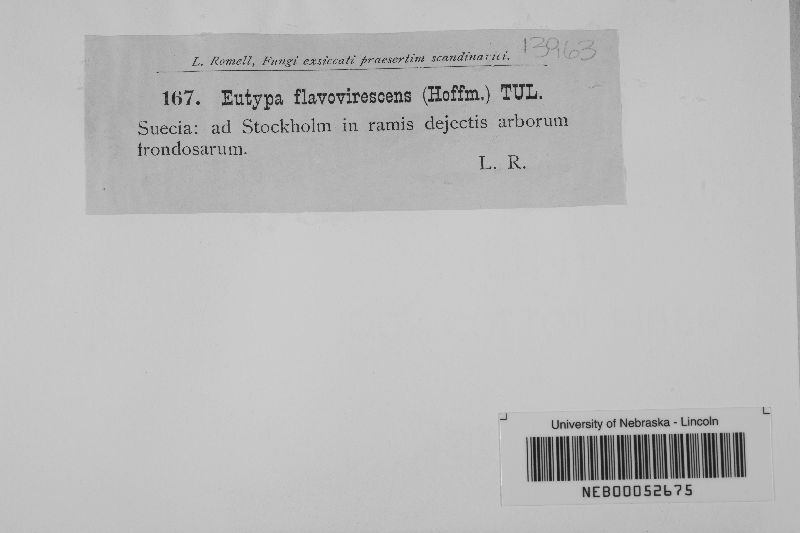 13963
L. Romell, Fungi exsiccati praesertim scandinavici.
167. Eutypa flavovirescens (Hoffm.) TUL.
Suecia: ad Stockholm in ramis dejectis arborum
frondosarum.
L. R.
University of Nebraska - Lincoln
NEB00052675